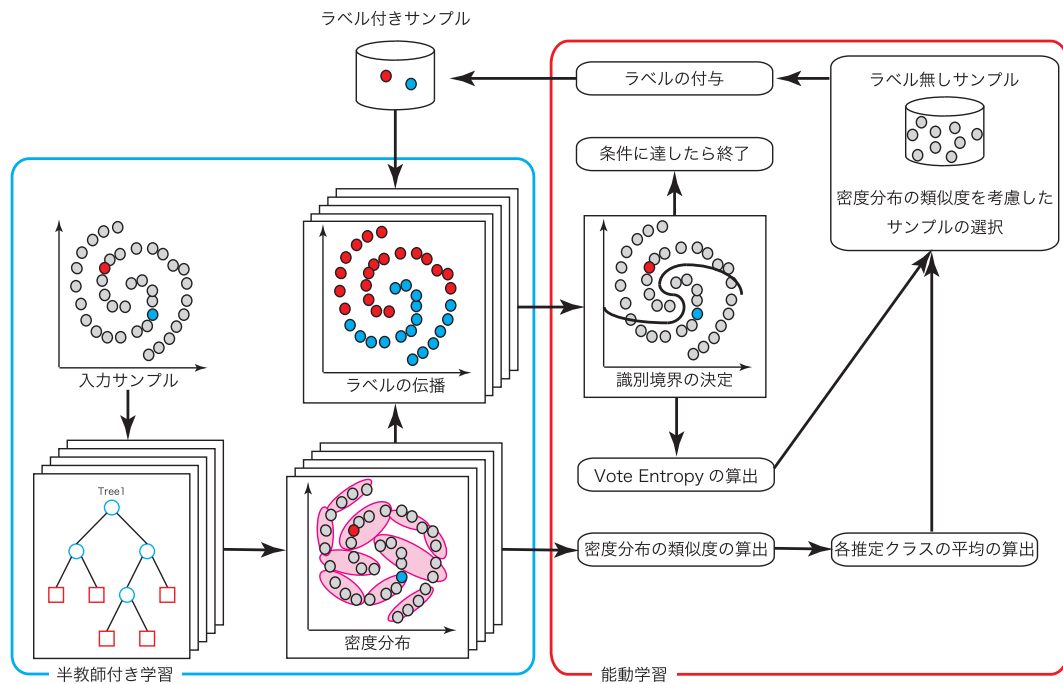 ラベル付きサンプル
ラベルの付与
ラベル無しサンプル
密度分布の類似度を考慮した
サンプルの選択
条件に達したら終了
入力サンプル
ラベルの伝播
識別境界の決定
Vote Entropy の算出
Tree1
密度分布
密度分布の類似度の算出
各推定クラスの平均の算出
半教師付き学習
能動学習